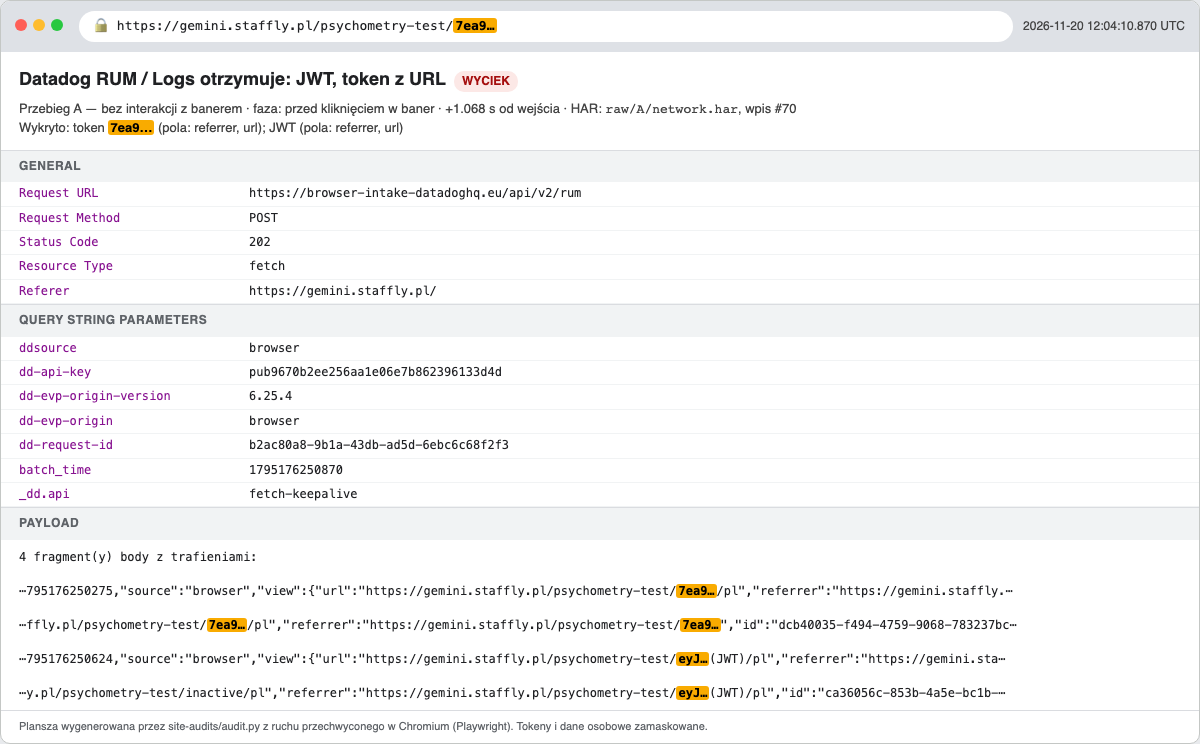 https://gemini.staffly.pl/psychometry-test/7ea9…
2026-11-20 12:04:10.870 UTC
Datadog RUM / Logs otrzymuje: JWT, token z URL WYCIEK
Przebieg A — bez interakcji z banerem · faza: przed kliknięciem w baner · +1.068 s od wejścia · HAR: raw/A/network.har, wpis #70
Wykryto: token 7ea9… (pola: referrer, url); JWT (pola: referrer, url)
GENERAL
Request URL https://browser-intake-datadoghq.eu/api/v2/rum
Request Method POST
Status Code 202
Resource Type fetch
Referer https://gemini.staffly.pl/
QUERY STRING PARAMETERS
ddsource browser
dd-api-key pub9670b2ee256aa1e06e7b862396133d4d
dd-evp-origin-version 6.25.4
dd-evp-origin browser
dd-request-id b2ac80a8-9b1a-43db-ad5d-6ebc6c68f2f3
batch_time 1795176250870
_dd.api fetch-keepalive
PAYLOAD
4 fragment(y) body z trafieniami:
…795176250275,"source":"browser","view":{"url":"https://gemini.staffly.pl/psychometry-test/7ea9…/pl","referrer":"https://gemini.staffly.…
…ffly.pl/psychometry-test/7ea9…/pl","referrer":"https://gemini.staffly.pl/psychometry-test/7ea9…","id":"dcb40035-f494-4759-9068-783237bc…
…795176250624,"source":"browser","view":{"url":"https://gemini.staffly.pl/psychometry-test/eyJ…(JWT)/pl","referrer":"https://gemini.sta…
…y.pl/psychometry-test/inactive/pl","referrer":"https://gemini.staffly.pl/psychometry-test/eyJ…(JWT)/pl","id":"ca36056c-853b-4a5e-bc1b-…
Plansza wygenerowana przez site-audits/audit.py z ruchu przechwyconego w Chromium (Playwright). Tokeny i dane osobowe zamaskowane.